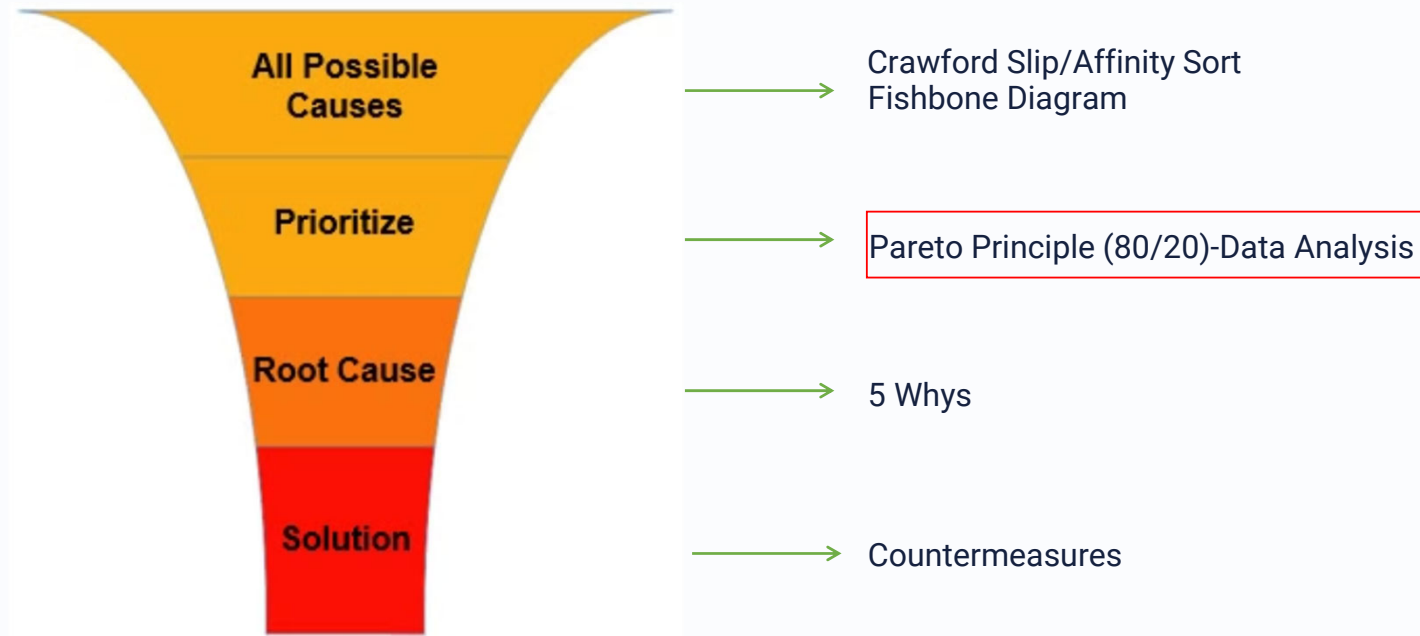 All Possible
Causes
Crawford Slip/Affinity Sort
Fishbone Diagram
Prioritize
Pareto Principle (80/20)-Data Analysis
Root Cause
5 Whys
Solution
Countermeasures